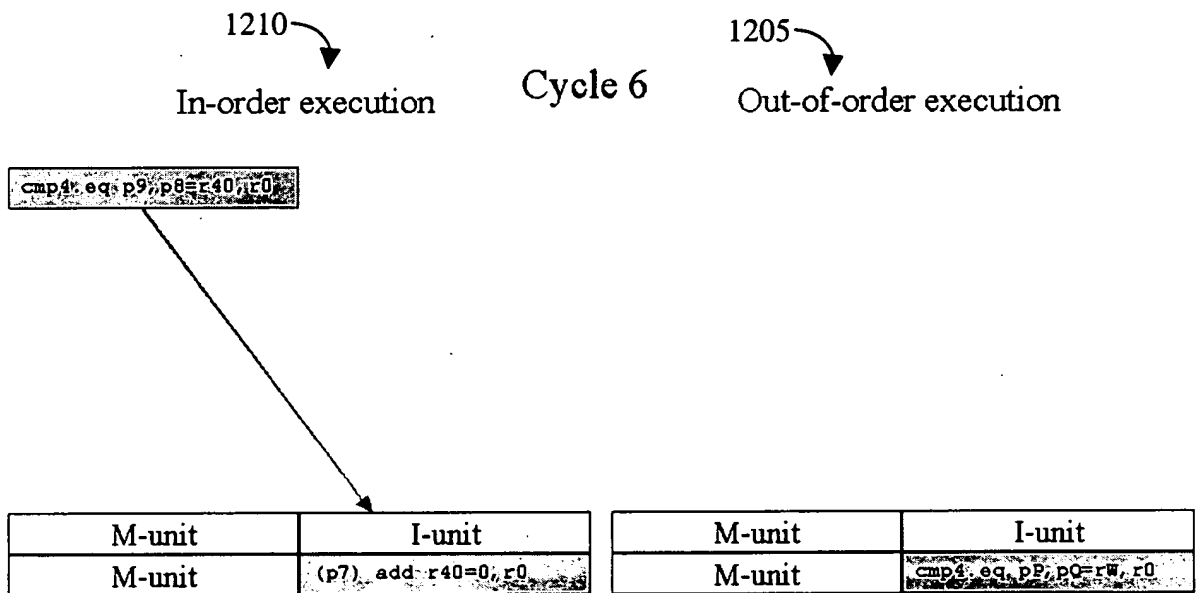 1210
1205
In-order execution
Cycle 6
Out-of-order execution
cmp4.eq p9,p8=r40,r0
M-unit I-unit
M-unit (p7) add r40=0,r0
M-unit I-unit
M-unit cmp4.eq pP,pQ=rW,r0